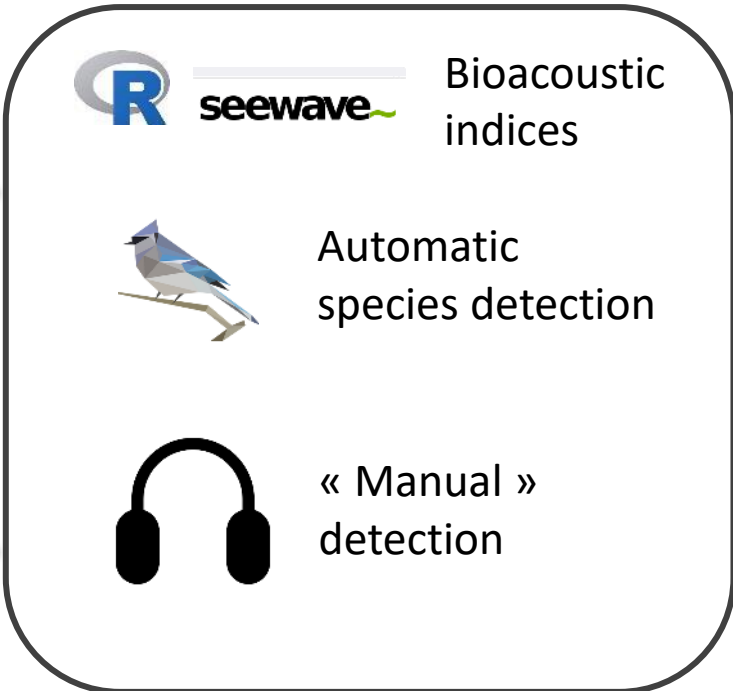 R seewave~ Bioacoustic
indices
Automatic
species detection
« Manual »
detection